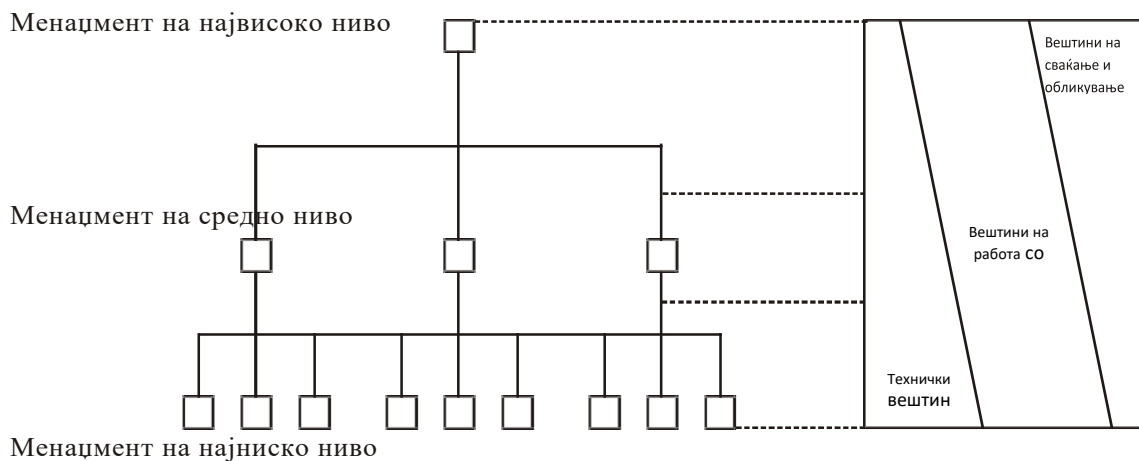 Менаџмент на највисоко ниво
Вештини на
сваќање и
обликување
Менаџмент на средно ниво
Вештини на
работа со
Технички
вештин
Менаџмент на најниско ниво